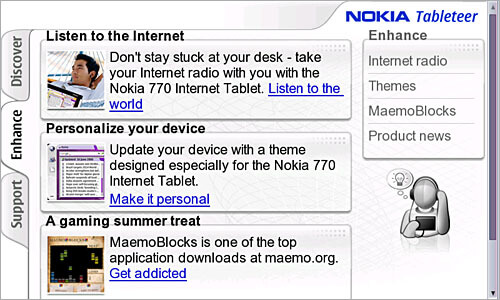 NOKIA Tableteer
Discover
Enhance
Support
Listen to the Internet
Don't stay stuck at your desk - take
your Internet radio with you with the
Nokia 770 Internet Tablet. Listen to the
world
Personalize your device
Update your device with a theme
designed especially for the Nokia 770
Internet Tablet.
Make it personal
A gaming summer treat
MaemoBlocks is one of the top
application downloads at maemo.org.
Get addicted
Enhance
Internet radio
Themes
MaemoBlocks
Product news